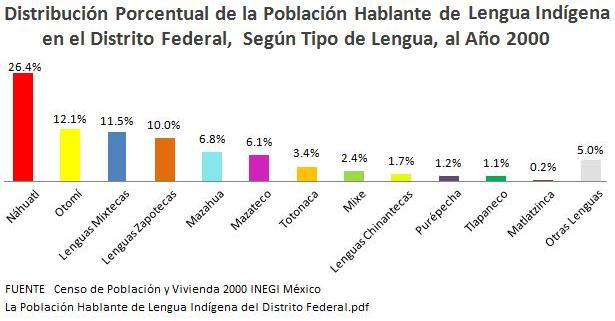 Distribución Porcentual de la Población Hablante de Lengua Indígena
en el Distrito Federal, Según Tipo de Lengua, al Año 2000
26.4%
12.1%
11.5%
10.0%
6.8%
6.1%
3.4%
2.4%
1.7%
1.2%
1.1%
0.2%
5.0%
Náhuatl
Otomí
Lenguas Mixtecas
Lenguas Zapotecas
Mazahua
Mazateco
Totonaca
Mixe
Lenguas Chinantecas
Purépecha
Tlapaneco
Matlatzinca
Otras Lenguas
FUENTE Censo de Población y Vivienda 2000 INEGI México
La Población Hablante de Lengua Indígena del Distrito Federal.pdf